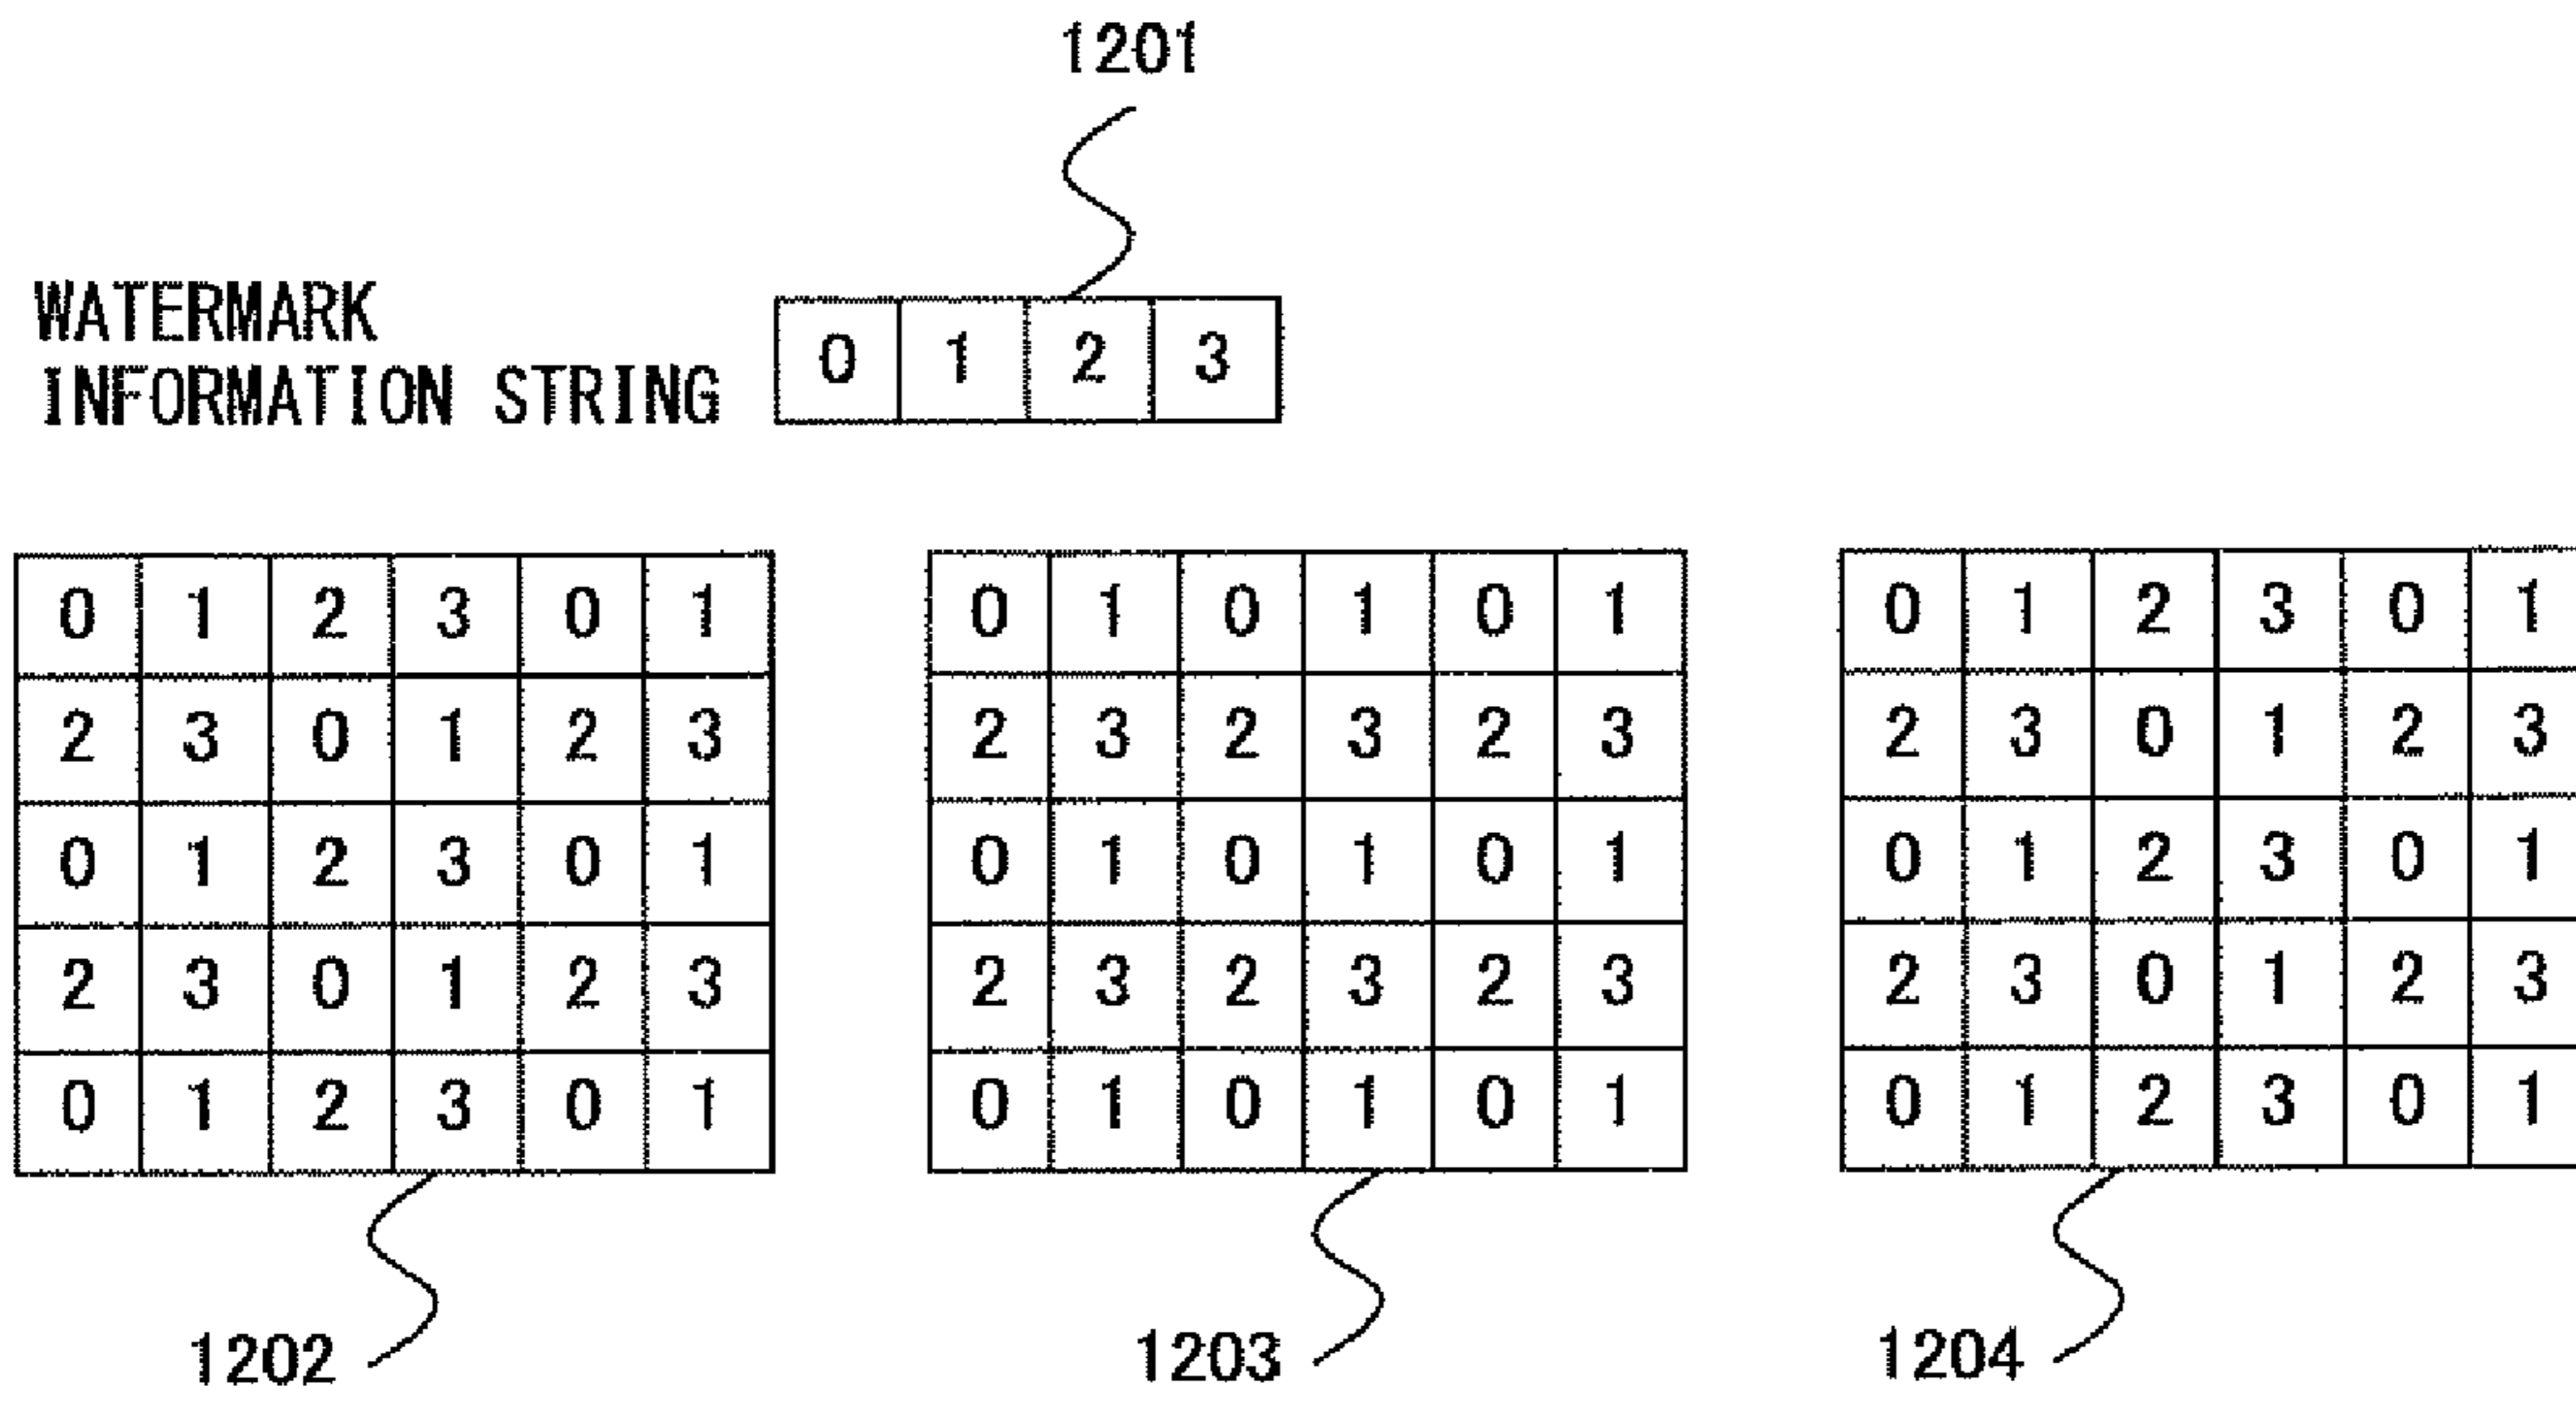 1201
WATERMARK
INFORMATION STRING
0 1 2 3
0 1 2 3 0 1
2 3 0 1 2 3
0 1 2 3 0 1
2 3 0 1 2 3
0 1 2 3 0 1
0 1 0 1 0 1
2 3 2 3 2 3
0 1 0 1 0 1
2 3 2 3 2 3
0 1 0 1 0 1
0 1 2 3 0 1
2 3 0 1 2 3
0 1 2 3 0 1
2 3 0 1 2 3
0 1 2 3 0 1
1202
1203
1204